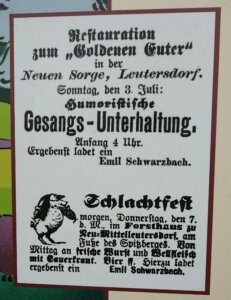 Restauration
zum „Goldenen Euter“
in der
Neuen Sorge, Leutersdorf.
Sonntag, den 3. Juli:
Humoristische
Gesangs-Unterhaltung.
Anfang 4 Uhr.
Ergebenst ladet ein
Emil Schwarzbach.
Schlachtfest
morgen, Donnerstag, den 7.
d. M., im Forsthaus zu
Neu-Mittelleutersdorf, am
Fuße des Spitzberges. Von
Mittag an frische Wurst und Wellfleisch
mit Sauerkraut. Bier ff. Hierzu ladet
ergebenst ein Emil Schwarzbach.